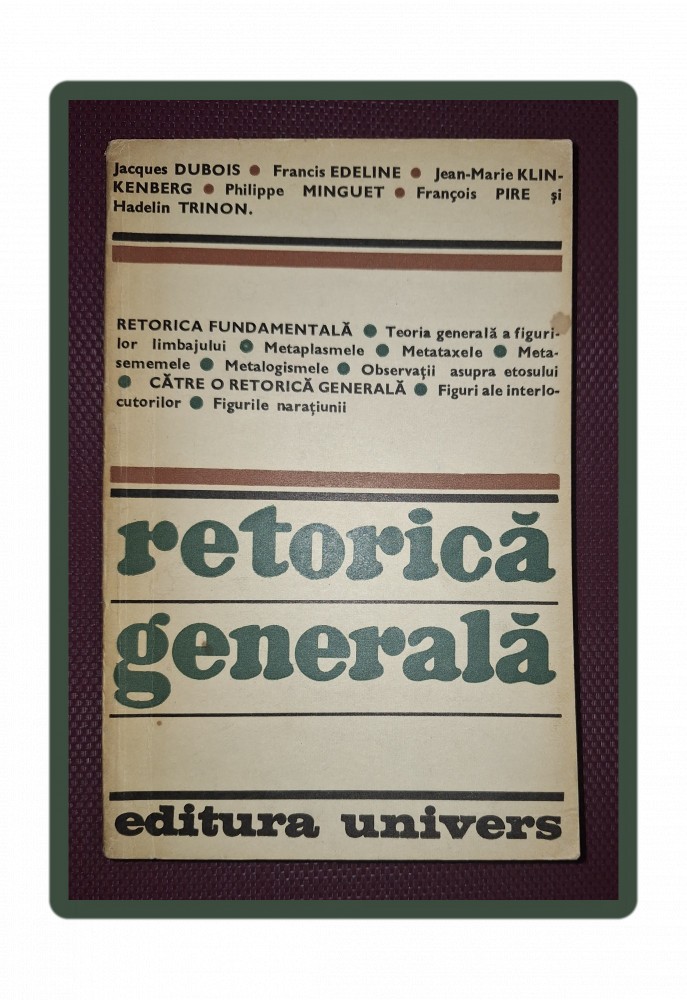 Jacques DUBOIS ● Francis EDELINE ● Jean-Marie KLIN-
KENBERG ● Philippe MINGUET ● François PIRE și
Hadelin TRINON.
RETORICA FUNDAMENTALĂ ● Teoria generală a figuri-
lor limbajului ● Metaplasmele ● Metataxele ● Meta-
sememele ● Metalogismele ● Observații asupra etosului
● CĂTRE O RETORICĂ GENERALĂ ● Figuri ale interlo-
cutorilor ● Figurile narațiunii
retorică
generală
editura univers